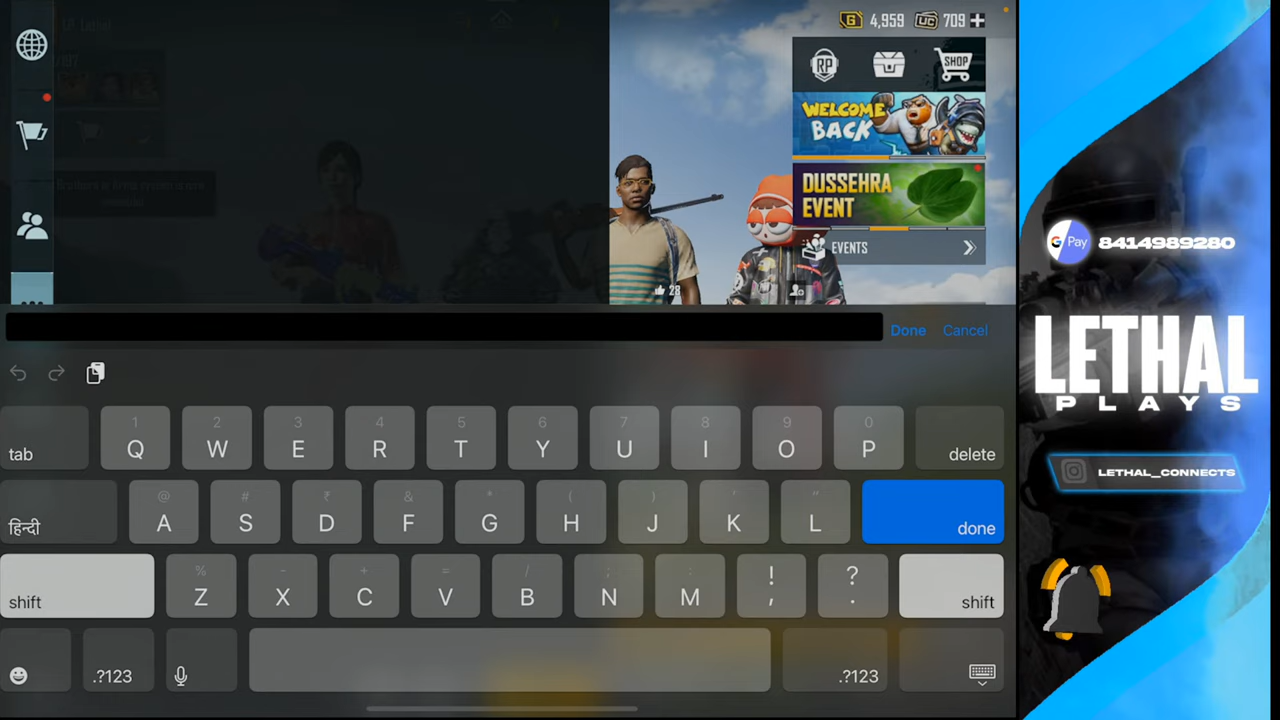 4,959
UC
709
RP
SHOP
WELCOME
BACK
DUSSEHRA
EVENT
EVENTS
28
Done
Cancel
G Pay 8414989280
LETHAL
PLAYS
LETHAL_CONNECTS
tab
1 2 3 4 5 6 7 8 9 0
Q W E R T Y U I O P
delete
@ # ₹ & * ( ) ' "
हिन्दी
A S D F G H J K L
done
% - + = / ; : ! ?
shift
Z X C V B N M , .
shift
.?123
.?123